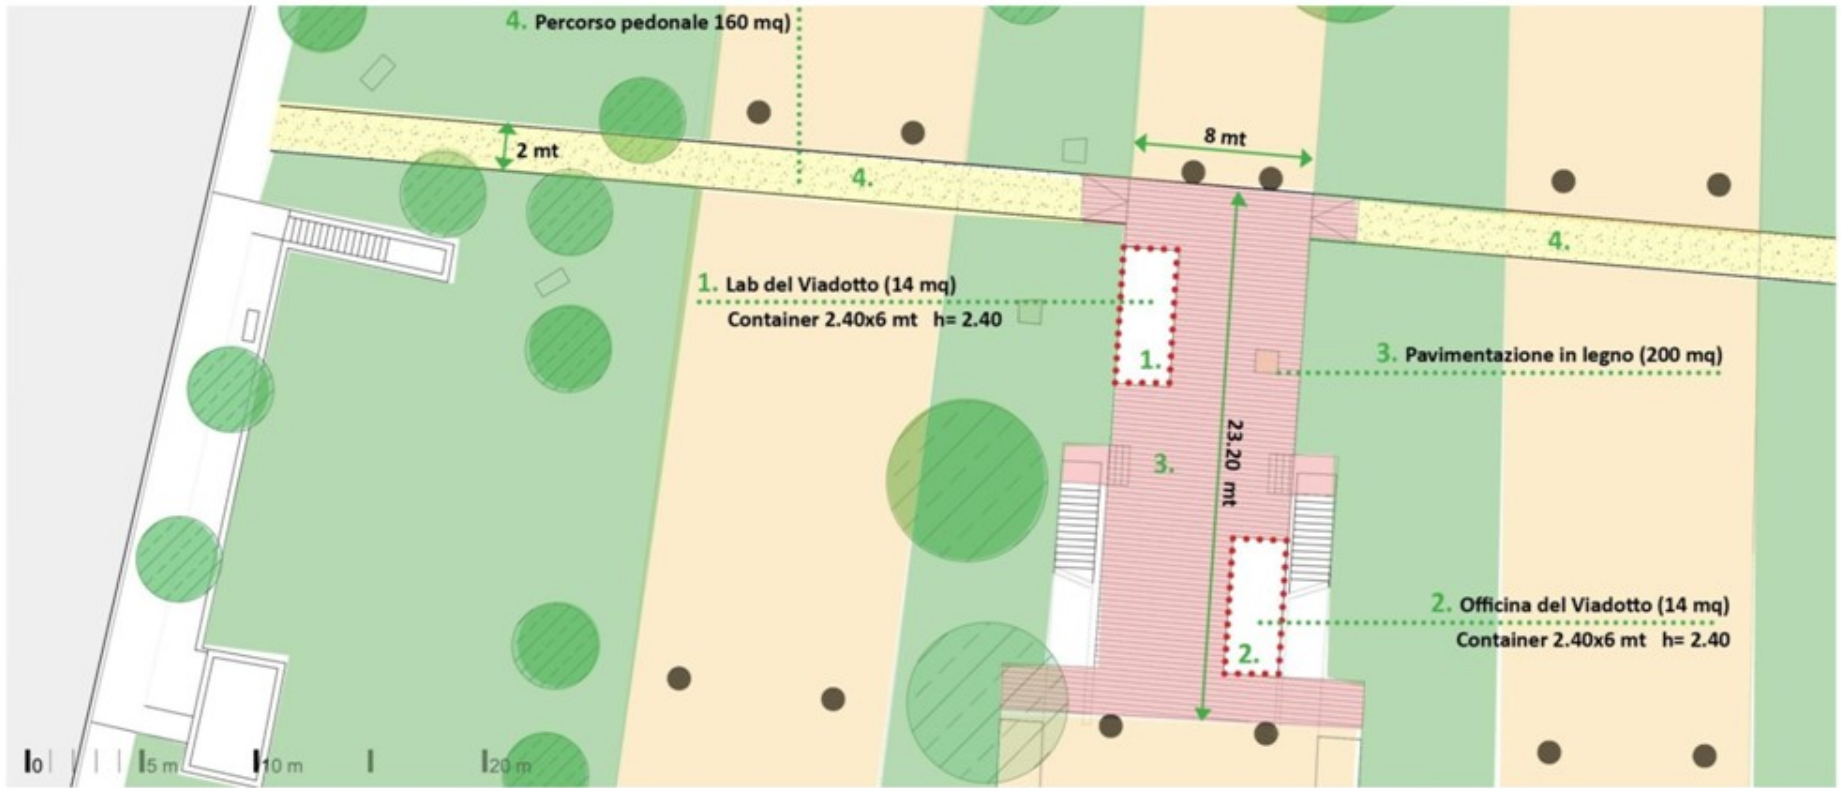 4. Percorso pedonale 160 mq)
8 mt
2 mt
4.
4.
1. Lab del Viadotto (14 mq)
Container 2.40x6 mt h= 2.40
1.
3. Pavimentazione in legno (200 mq)
23.20 mt
3.
2. Officina del Viadotto (14 mq)
Container 2.40x6 mt h= 2.40
2.
0 5 m 10 m 20 m